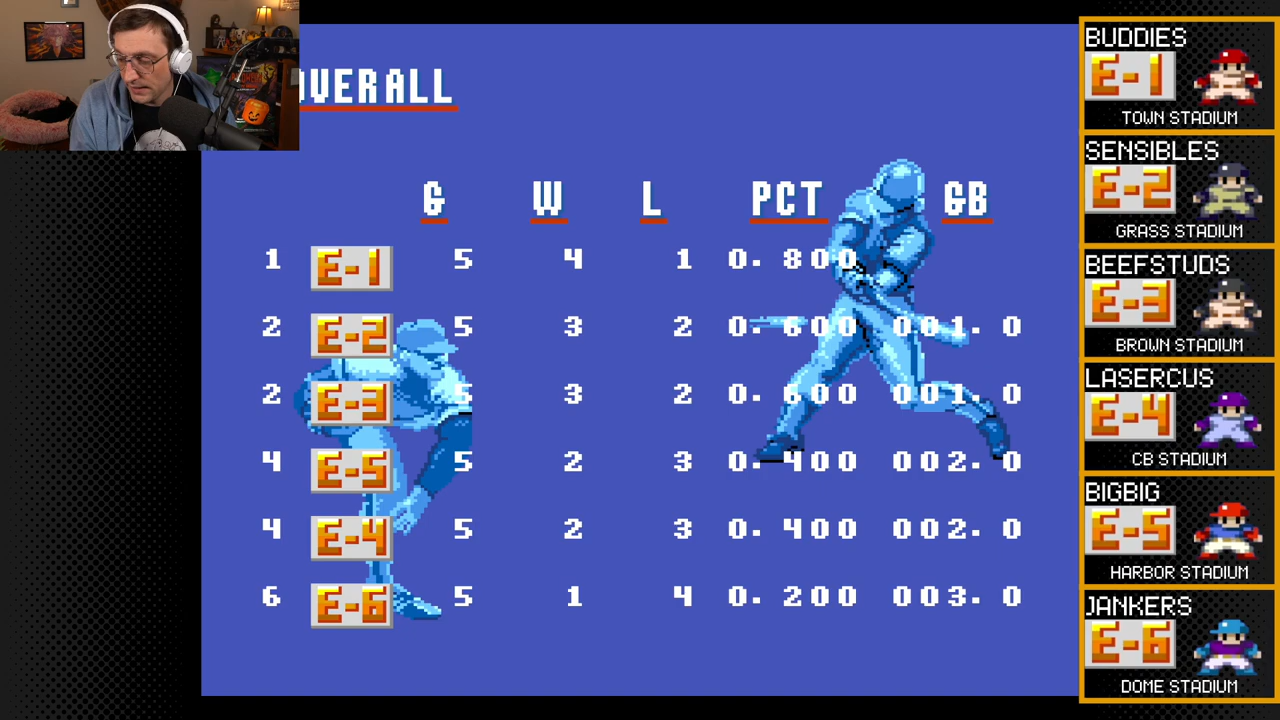 OVERALL
G W L PCT GB
1 E-1 5 4 1 0.800
2 E-2 5 3 2 0.600 001.0
2 E-3 5 3 2 0.600 001.0
4 E-5 5 2 3 0.400 002.0
4 E-4 5 2 3 0.400 002.0
6 E-6 5 1 4 0.200 003.0
BUDDIES
E-1
TOWN STADIUM
SENSIBLES
E-2
GRASS STADIUM
BEEFSTUDS
E-3
BROWN STADIUM
LASERCUS
E-4
CB STADIUM
BIGBIG
E-5
HARBOR STADIUM
JANKERS
E-6
DOME STADIUM